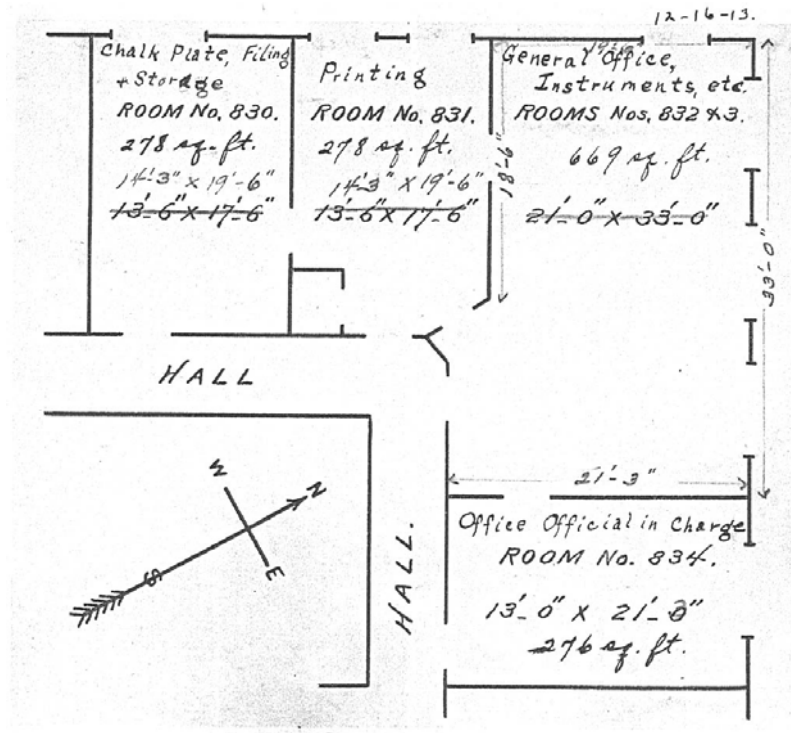 12-16-13.
Chalk Plate, Filing
+ Storage
ROOM No. 830.
278 sq. ft.
14'-3" x 19'-6"
13'-6" x 17'-6"
Printing
ROOM No. 831.
278 sq. ft.
14'-3" x 19'-6"
13'-6" x 17'-6"
General Office,
Instruments, etc.
ROOMS Nos. 832 & 3.
669 sq. ft.
21'-0" x 33'-0"
18'-6"
33'-0"
HALL
21'-3"
Office Official in Charge
ROOM No. 834.
13'-0" X 21'-3"
276 sq. ft.
HALL.
W
N
S
E